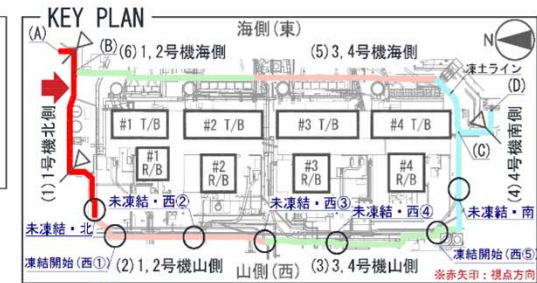 KEY PLAN
海側(東)
(A)
(B)
(6)1,2号機海側
(5)3,4号機海側
N
凍土ライン
(D)
#1 T/B
#2 T/B
#3 T/B
#4 T/B
(C)
(1)1号機北側
#1
R/B
#2
R/B
#3
R/B
#4
R/B
(4)4号機南側
未凍結・西②
未凍結・西③
未凍結・西④
未凍結・南
未凍結・北
凍結開始(西①)
(2)1,2号機山側
山側(西)
(3)3,4号機山側
凍結開始(西⑤)
※赤矢印:視点方向